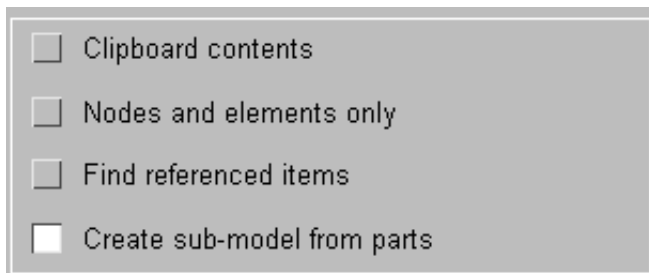 Clipboard contents
Nodes and elements only
Find referenced items
Create sub-model from parts